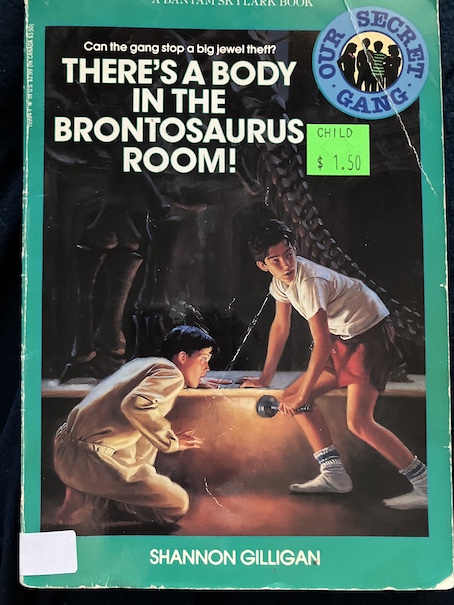 A BANTAM SKYLARK BOOK
Can the gang stop a big jewel theft?
THERE'S A BODY
IN THE
BRONTOSAURUS
ROOM!
OUR SECRET
GANG
CHILD
$ 1.50
SHANNON GILLIGAN